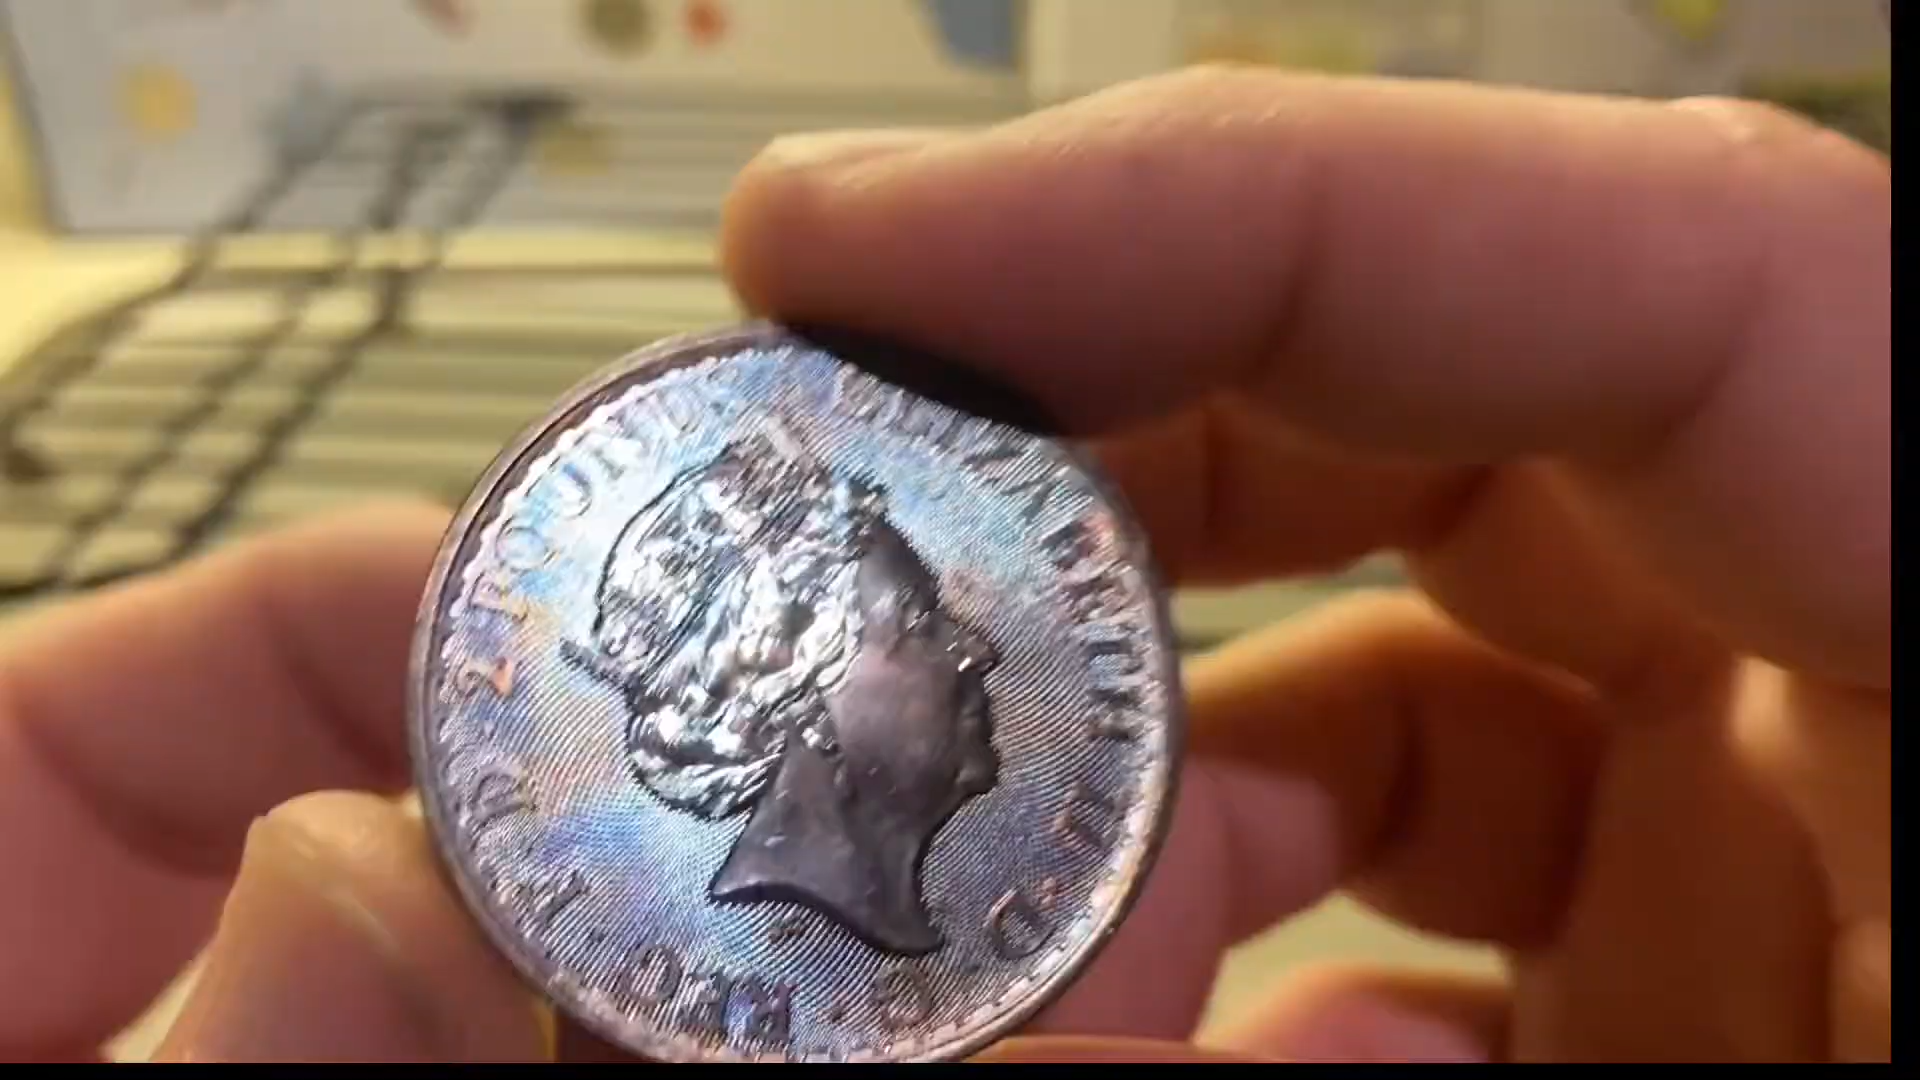 ELIZABETH II · D · G · REG · F · D · 2 POUNDS